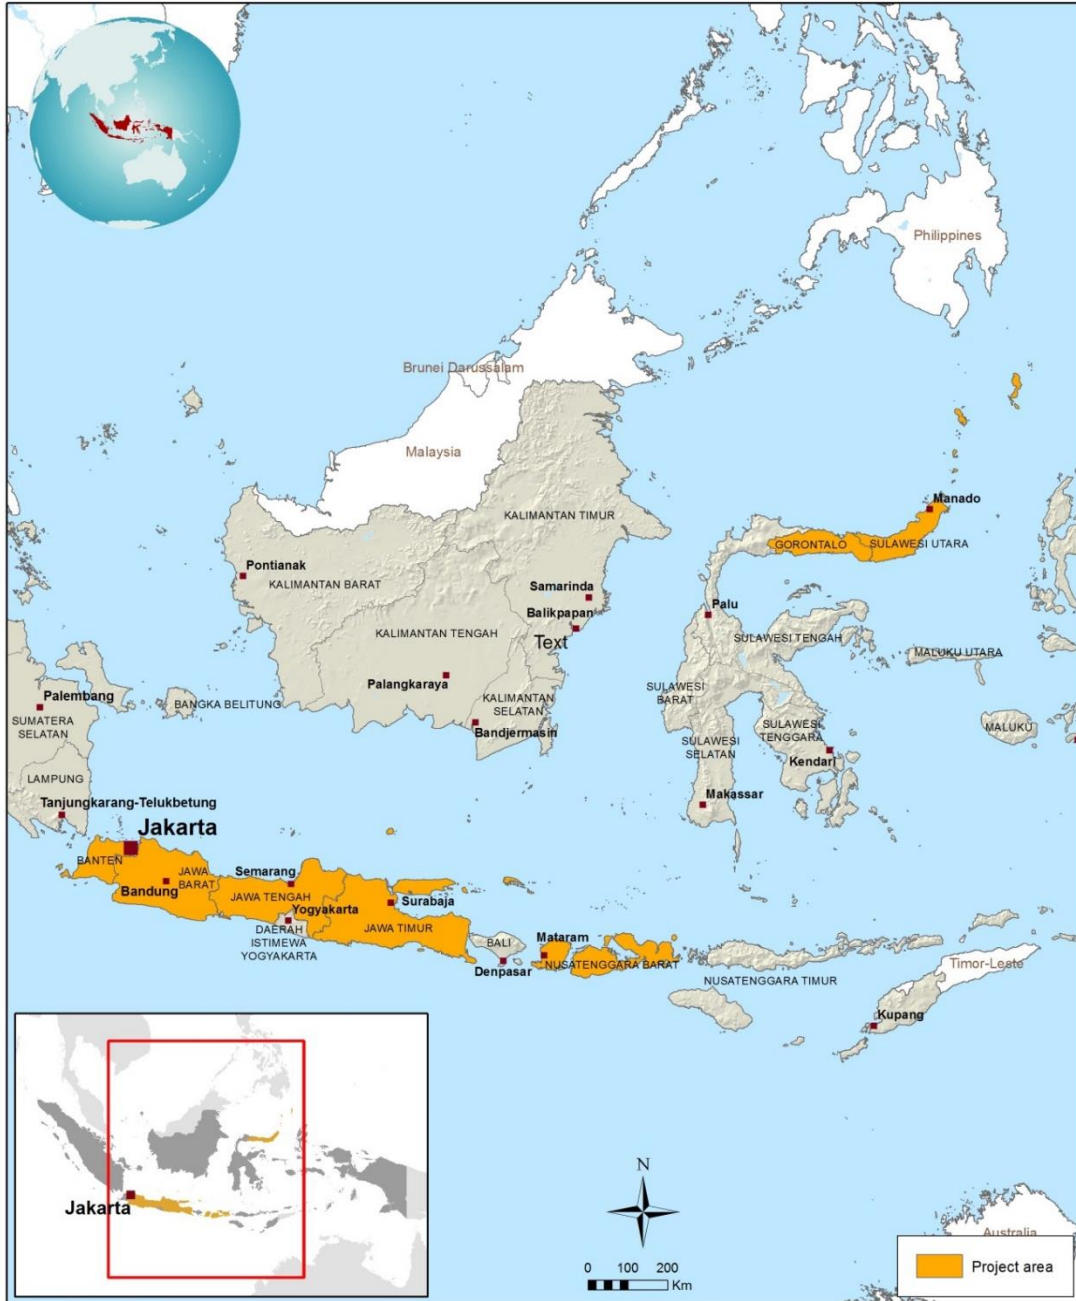 Philippines
Brunei Darussalam
Malaysia
KALIMANTAN TIMUR
Manado
GORONTALO
SULAWESI UTARA
Pontianak
KALIMANTAN BARAT
Samarinda
Balikpapan
Text
Palu
KALIMANTAN TENGAH
SULAWESI TENGAH
MALUKU UTARA
Palangkaraya
KALIMANTAN
SELATAN
Bandjermasin
SULAWESI
BARAT
Palembang
SUMATERA
SELATAN
BANGKA BELITUNG
SULAWESI
TENGGARA
MALUKU
SULAWESI
SELATAN
Kendari
LAMPUNG
Makassar
Tanjungkarang-Telukbetung
Jakarta
BANTEN
JAWA
BARAT
Bandung
Semarang
JAWA TENGAH
Yogyakarta
DAERAH
ISTIMEWA
YOGYAKARTA
Surabaja
JAWA TIMUR
BALI
Denpasar
Mataram
NUSATENGGARA BARAT
NUSATENGGARA TIMUR
Timor-Leste
Kupang
Jakarta
N
0 100 200
Km
Australia
Project area